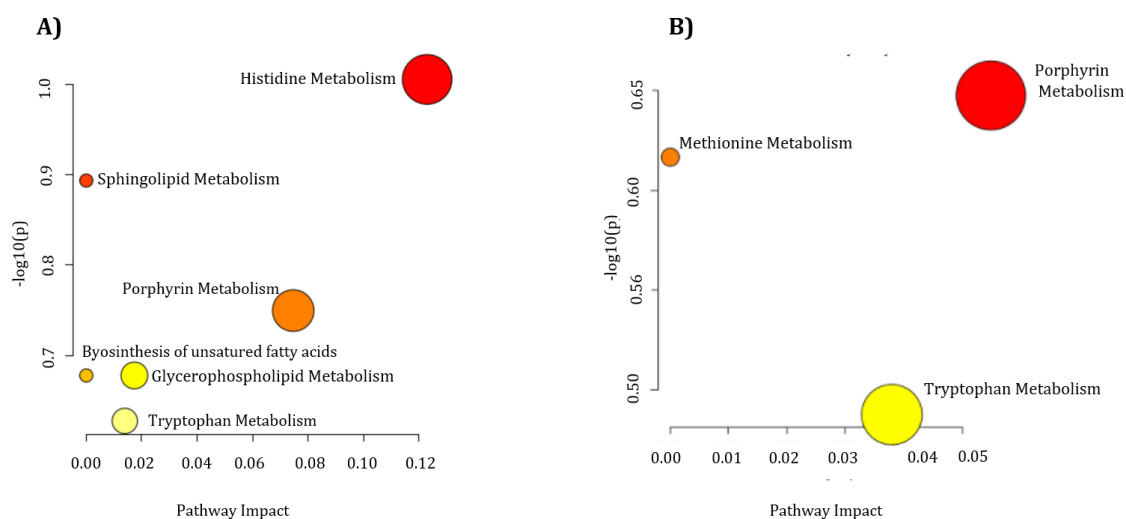 A)
Histidine Metabolism
Sphingolipid Metabolism
Porphyrin Metabolism
Byosinthesis of unsatured fatty acids
Glycerophospholipid Metabolism
Tryptophan Metabolism
-log10(p)
1.0
0.9
0.8
0.7
0.00 0.02 0.04 0.06 0.08 0.10 0.12
Pathway Impact
B)
Porphyrin
Metabolism
Methionine Metabolism
Tryptophan Metabolism
-log10(p)
0.65
0.60
0.56
0.50
0.00 0.01 0.02 0.03 0.04 0.05
Pathway Impact